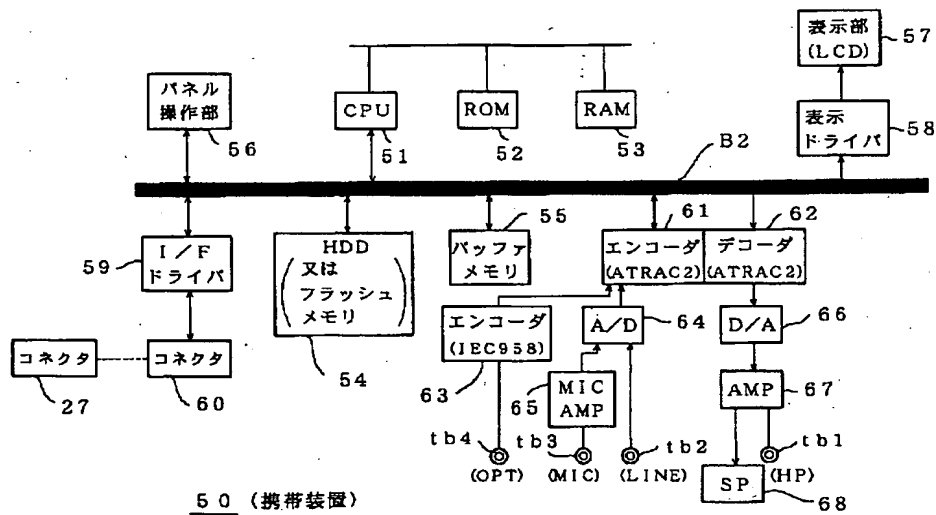 表示部
(LCD)
57
パネル
操作部
56
CPU
51
ROM
52
RAM
53
表示
ドライバ
58
B2
I/F
ドライバ
59
HDD
(又は
フラッシュ
メモリ)
54
バッファ
メモリ
55
エンコーダ
(ATRAC2)
61
デコーダ
(ATRAC2)
62
エンコーダ
(IEC958)
63
A/D
64
D/A
66
コネクタ
27
コネクタ
60
MIC
AMP
65
AMP
67
tb4
(OPT)
tb3
(MIC)
tb2
(LINE)
tb1
(HP)
SP
68
50 (携帯装置)